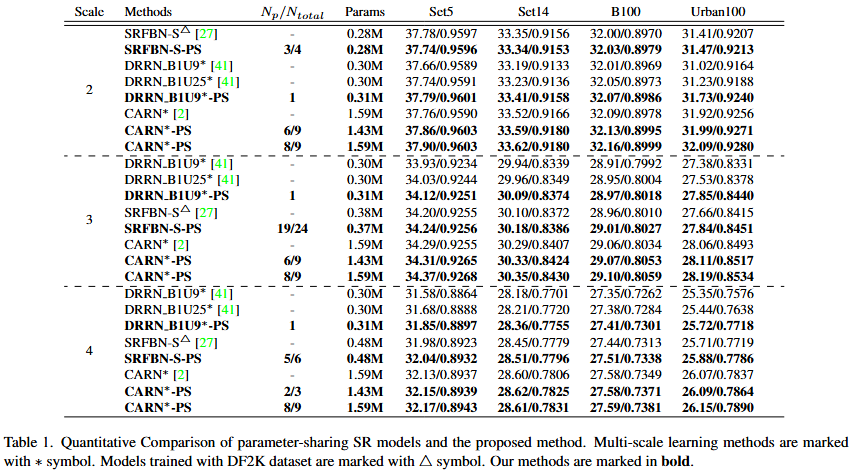 Scale Methods Np/Ntotal Params Set5 Set14 B100 Urban100
SRFBN-S△ [27] - 0.28M 37.78/0.9597 33.35/0.9156 32.00/0.8970 31.41/0.9207
SRFBN-S-PS 3/4 0.28M 37.74/0.9596 33.34/0.9153 32.03/0.8979 31.47/0.9213
DRRN_B1U9* [41] - 0.30M 37.66/0.9589 33.19/0.9133 32.01/0.8969 31.02/0.9164
DRRN_B1U25* [41] - 0.30M 37.74/0.9591 33.23/0.9136 32.05/0.8973 31.23/0.9188
2 DRRN_B1U9*-PS 1 0.31M 37.79/0.9601 33.41/0.9158 32.07/0.8986 31.73/0.9240
CARN* [2] - 1.59M 37.76/0.9590 33.52/0.9166 32.09/0.8978 31.92/0.9256
CARN*-PS 6/9 1.43M 37.86/0.9603 33.59/0.9180 32.13/0.8995 31.99/0.9271
CARN*-PS 8/9 1.59M 37.90/0.9603 33.62/0.9180 32.16/0.8999 32.09/0.9280
DRRN_B1U9* [41] - 0.30M 33.93/0.9234 29.94/0.8339 28.91/0.7992 27.38/0.8331
DRRN_B1U25* [41] - 0.30M 34.03/0.9244 29.96/0.8349 28.95/0.8004 27.53/0.8378
DRRN_B1U9*-PS 1 0.31M 34.12/0.9251 30.09/0.8374 28.97/0.8018 27.85/0.8440
SRFBN-S△ [27] - 0.38M 34.20/0.9255 30.10/0.8372 28.96/0.8010 27.66/0.8415
3 SRFBN-S-PS 19/24 0.37M 34.24/0.9256 30.18/0.8386 29.01/0.8027 27.84/0.8451
CARN* [2] - 1.59M 34.29/0.9255 30.29/0.8407 29.06/0.8034 28.06/0.8493
CARN*-PS 6/9 1.43M 34.31/0.9265 30.33/0.8424 29.07/0.8053 28.11/0.8517
CARN*-PS 8/9 1.59M 34.37/0.9268 30.35/0.8430 29.10/0.8059 28.19/0.8534
DRRN_B1U9* [41] - 0.30M 31.58/0.8864 28.18/0.7701 27.35/0.7262 25.35/0.7576
DRRN_B1U25* [41] - 0.30M 31.68/0.8888 28.21/0.7720 27.38/0.7284 25.44/0.7638
DRRN_B1U9*-PS 1 0.31M 31.85/0.8897 28.36/0.7755 27.41/0.7301 25.72/0.7718
SRFBN-S△ [27] - 0.48M 31.98/0.8923 28.45/0.7779 27.44/0.7313 25.71/0.7719
4 SRFBN-S-PS 5/6 0.48M 32.04/0.8932 28.51/0.7796 27.51/0.7338 25.88/0.7786
CARN* [2] - 1.59M 32.13/0.8937 28.60/0.7806 27.58/0.7349 26.07/0.7837
CARN*-PS 2/3 1.43M 32.15/0.8939 28.62/0.7825 27.58/0.7371 26.09/0.7864
CARN*-PS 8/9 1.59M 32.17/0.8943 28.61/0.7831 27.59/0.7381 26.15/0.7890
Table 1. Quantitative Comparison of parameter-sharing SR models and the proposed method. Multi-scale learning methods are marked
with * symbol. Models trained with DF2K dataset are marked with △ symbol. Our methods are marked in bold.